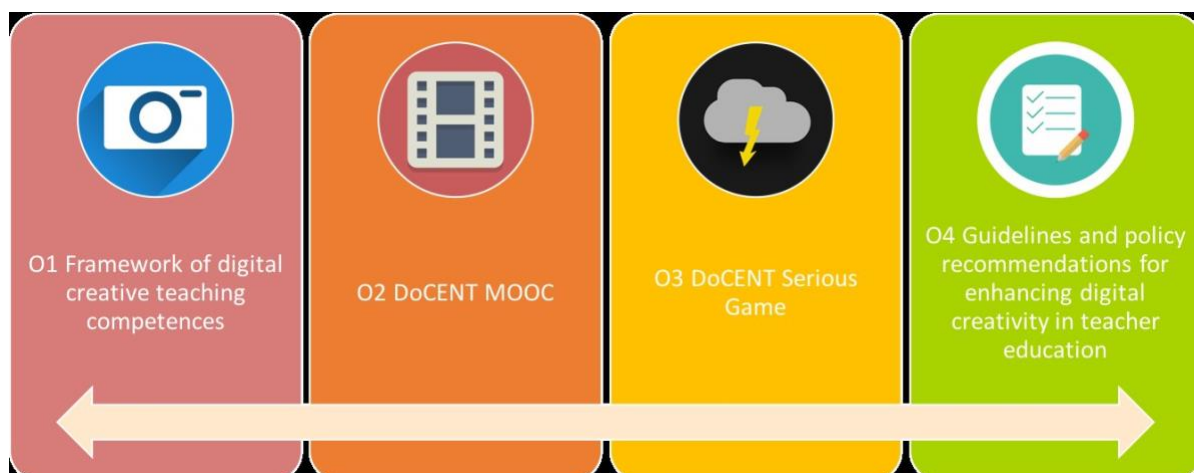 O1 Framework of digital
creative teaching
competences
O2 DoCENT MOOC
O3 DoCENT Serious
Game
O4 Guidelines and policy
recommendations for
enhancing digital
creativity in teacher
education